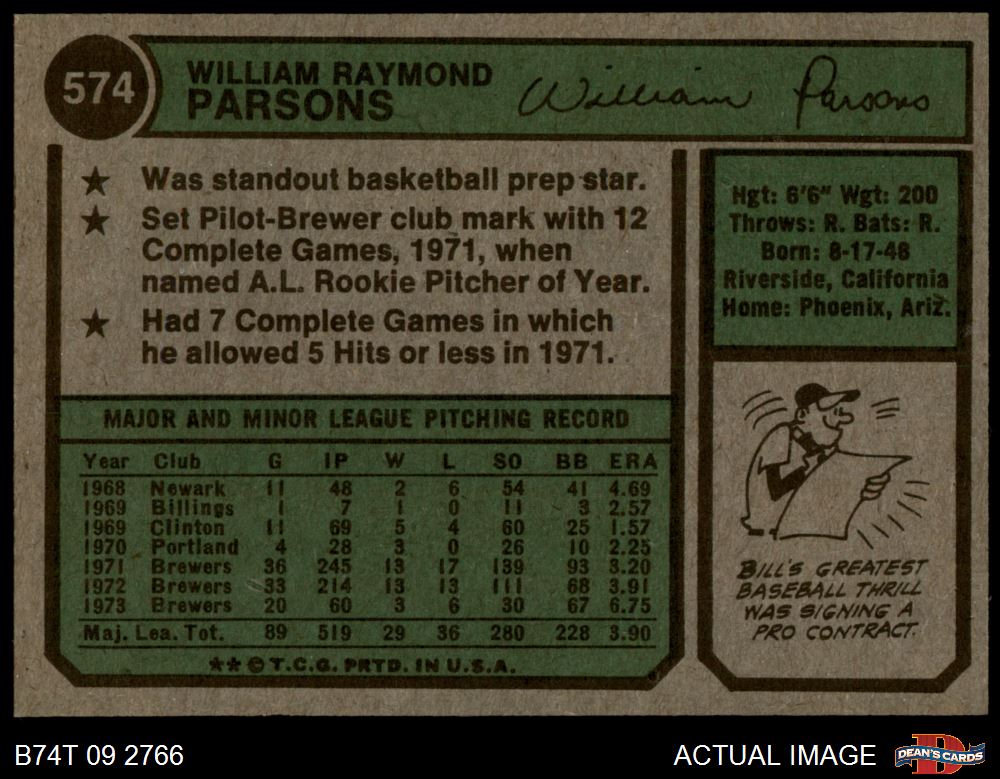 574
WILLIAM RAYMOND
PARSONS
William Parsons
★ Was standout basketball prep star.
★ Set Pilot-Brewer club mark with 12
Complete Games, 1971, when
named A.L. Rookie Pitcher of Year.
★ Had 7 Complete Games in which
he allowed 5 Hits or less in 1971.
Hgt: 6'6" Wgt: 200
Throws: R. Bats: R.
Born: 8-17-48
Riverside, California
Home: Phoenix, Ariz.
MAJOR AND MINOR LEAGUE PITCHING RECORD
Year Club G IP W L SO BB ERA
1968 Newark 11 48 2 6 54 41 4.69
1969 Billings 1 7 1 0 11 3 2.57
1969 Clinton 11 69 5 4 60 25 1.57
1970 Portland 4 28 3 0 26 10 2.25
1971 Brewers 36 245 13 17 139 93 3.20
1972 Brewers 33 214 13 13 111 68 3.91
1973 Brewers 20 60 3 6 30 67 6.75
Maj. Lea. Tot. 89 519 29 36 280 228 3.90
★★ © T.C.G. PRTD. IN U.S.A.
BILL'S GREATEST
BASEBALL THRILL
WAS SIGNING A
PRO CONTRACT.
B74T 09 2766
ACTUAL IMAGE
DEAN'S CARDS